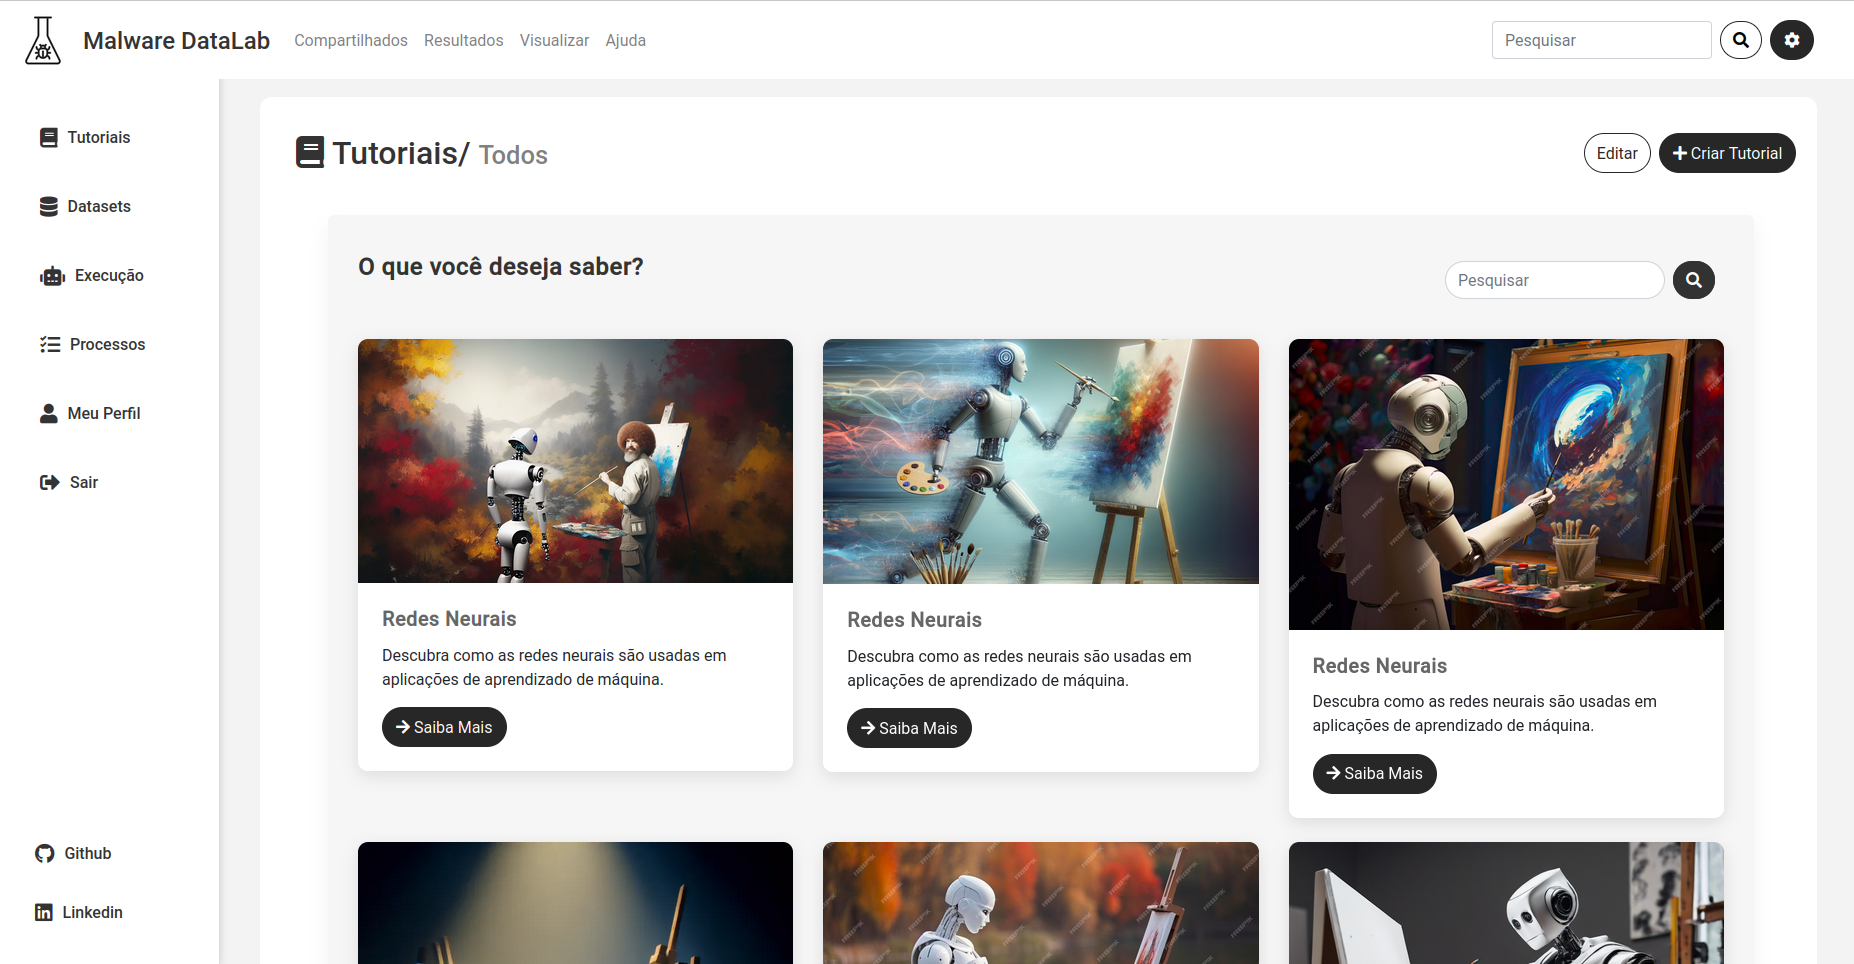 Malware DataLab
Compartilhados Resultados Visualizar Ajuda
Pesquisar
Tutoriais
Datasets
Execução
Processos
Meu Perfil
Sair
Github
Linkedin
Tutoriais/ Todos
Editar
Criar Tutorial
O que você deseja saber?
Pesquisar
Redes Neurais
Descubra como as redes neurais são usadas em
aplicações de aprendizado de máquina.
Saiba Mais
Redes Neurais
Descubra como as redes neurais são usadas em
aplicações de aprendizado de máquina.
Saiba Mais
Redes Neurais
Descubra como as redes neurais são usadas em
aplicações de aprendizado de máquina.
Saiba Mais